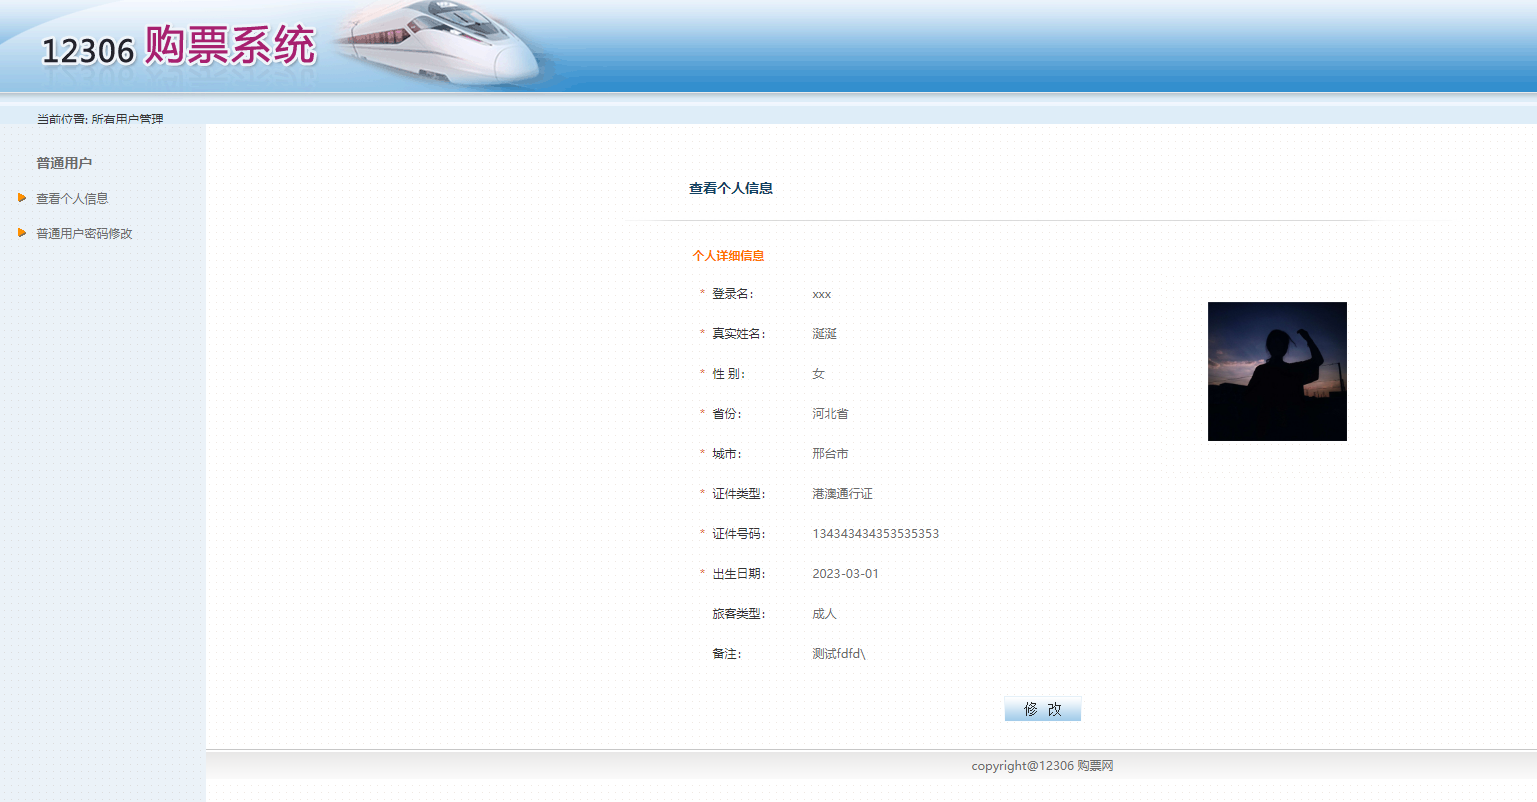 12306 购票系统
当前位置: 所有用户管理
普通用户
查看个人信息
普通用户密码修改
查看个人信息
个人详细信息
* 登录名: xxx
* 真实姓名: 涎涎
* 性 别: 女
* 省份: 河北省
* 城市: 邢台市
* 证件类型: 港澳通行证
* 证件号码: 134343434353535353
* 出生日期: 2023-03-01
旅客类型: 成人
备注: 测试fdfd\
修 改
copyright@12306 购票网